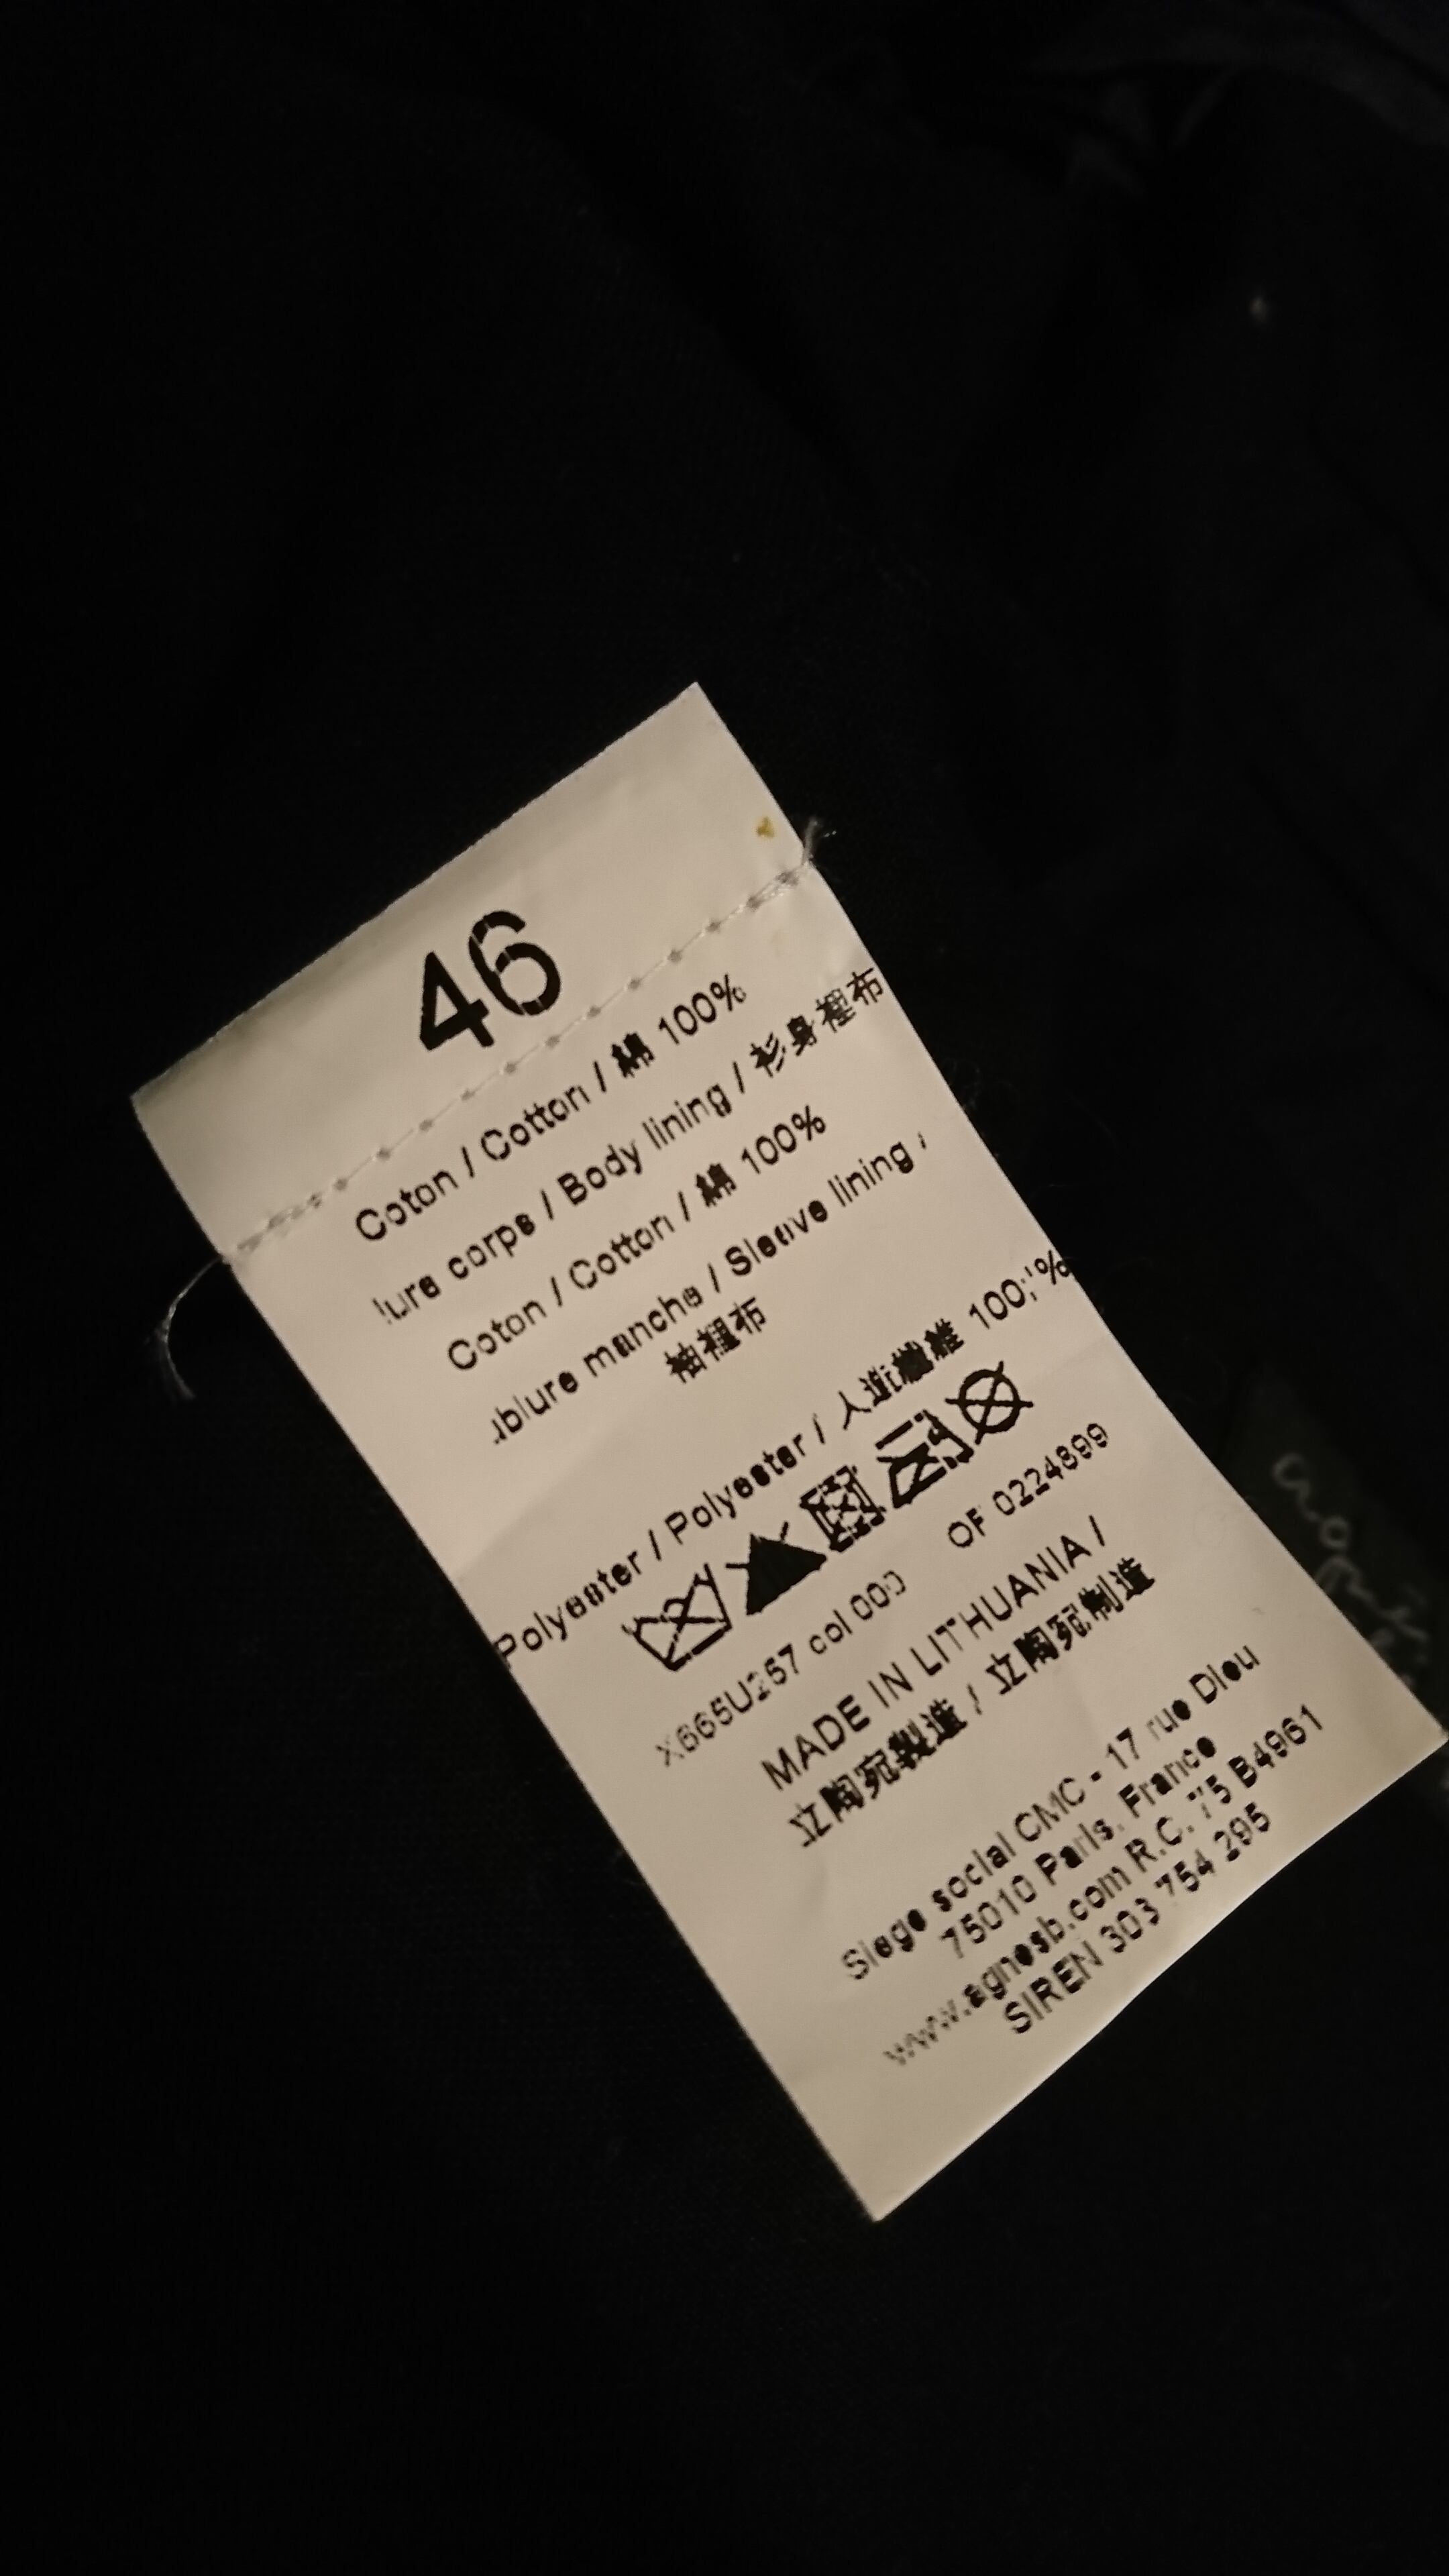 46
Coton / Cotton / 綿 100%
lure corps / Body lining / 衫身裡布
Coton / Cotton / 綿 100%
blure manche / Sleeve lining /
袖裡布
Polyester / Polyester / 人造纖維 100%
X665U257 col 000 OF 0224899
MADE IN LITHUANIA /
立陶宛製造 / 立陶宛制造
Siege social CMC - 17 rue Dieu
75010 Paris. France
www.agnesb.com R.C. 75 B4961
SIREN 303 754 295